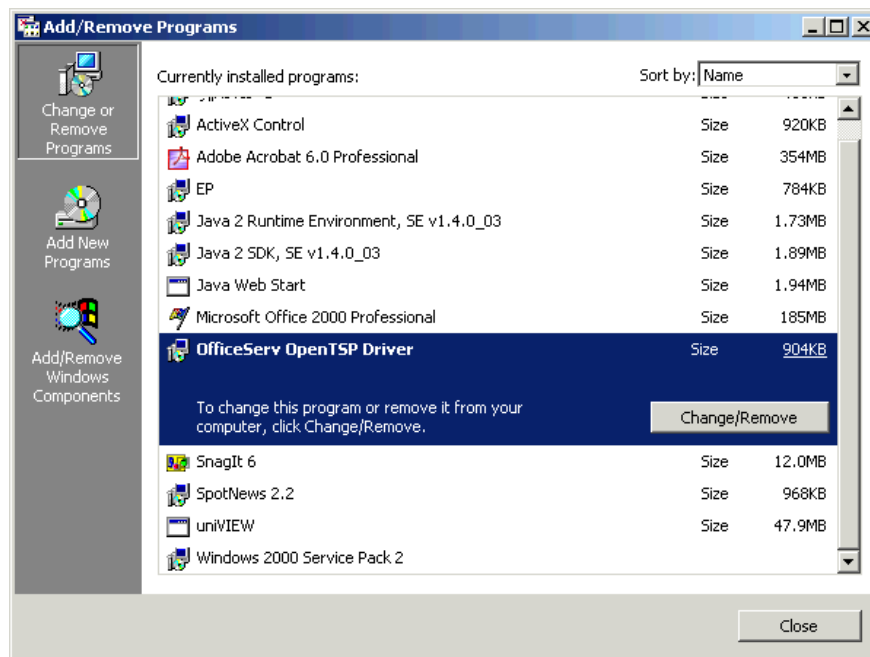 Add/Remove Programs
Change or
Remove
Programs
Add New
Programs
Add/Remove
Windows
Components
Currently installed programs:
Sort by: Name
ActiveX Control Size 920KB
Adobe Acrobat 6.0 Professional Size 354MB
EP Size 784KB
Java 2 Runtime Environment, SE v1.4.0_03 Size 1.73MB
Java 2 SDK, SE v1.4.0_03 Size 1.89MB
Java Web Start Size 1.94MB
Microsoft Office 2000 Professional Size 185MB
OfficeServ OpenTSP Driver Size 904KB
To change this program or remove it from your
computer, click Change/Remove.
Change/Remove
SnagIt 6 Size 12.0MB
SpotNews 2.2 Size 968KB
uniVIEW Size 47.9MB
Windows 2000 Service Pack 2
Close